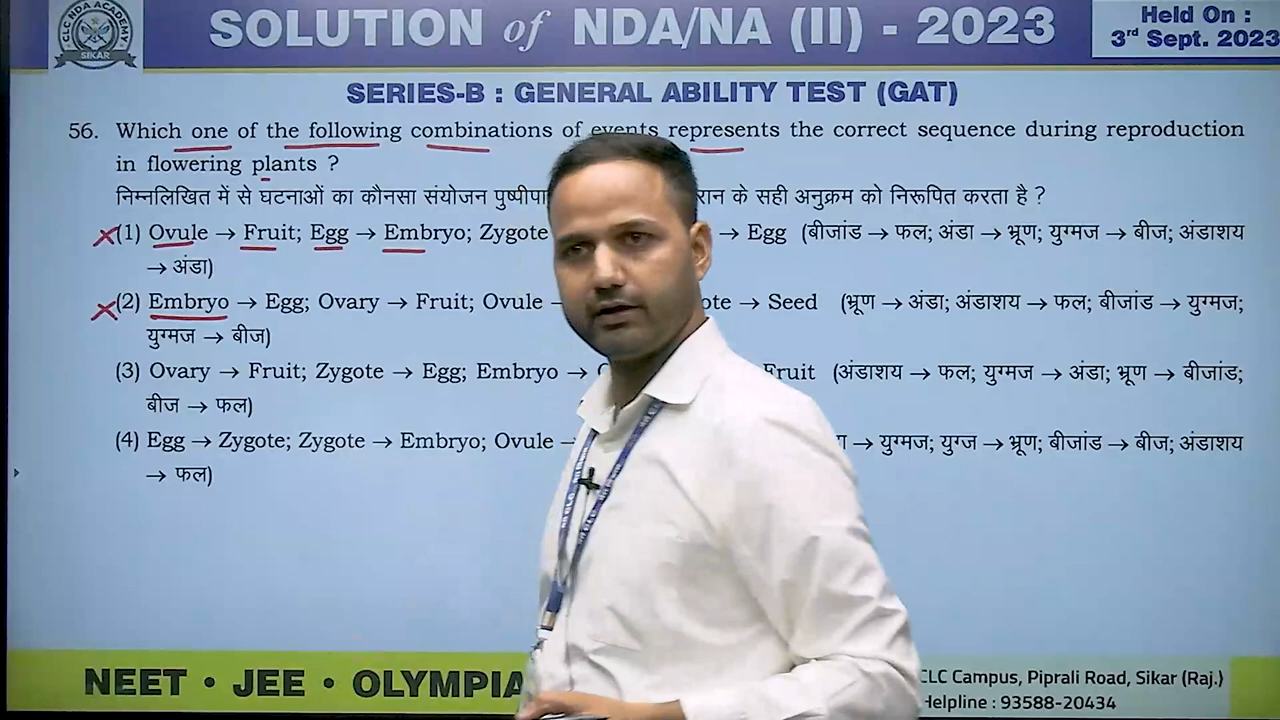 CLC NDA ACADEMY
SIKAR
SOLUTION of NDA/NA (II) - 2023
Held On :
3rd Sept. 2023
SERIES-B : GENERAL ABILITY TEST (GAT)
56. Which one of the following combinations of events represents the correct sequence during reproduction
in flowering plants ?
निम्नलिखित में से घटनाओं का कौनसा संयोजन के सही अनुक्रम को निरूपित करता है ?
(1) Ovule → Fruit; Egg → Embryo; Zygote → Egg (बीजांड → फल; अंडा → भ्रूण; युग्मज → बीज; अंडाशय
→ अंडा)
(2) Embryo → Egg; Ovary → Fruit; Ovule → Seed (भ्रूण → अंडा; अंडाशय → फल; बीजांड → युग्मज;
युग्मज → बीज)
(3) Ovary → Fruit; Zygote → Egg; Embryo → Fruit (अंडाशय → फल; युग्मज → अंडा; भ्रूण → बीजांड;
बीज → फल)
(4) Egg → Zygote; Zygote → Embryo; Ovule → युग्मज; युग्ज → भ्रूण; बीजांड → बीज; अंडाशय
→ फल)
NEET • JEE •
CLC Campus, Piprali Road, Sikar (Raj.)
Helpline : 93588-20434